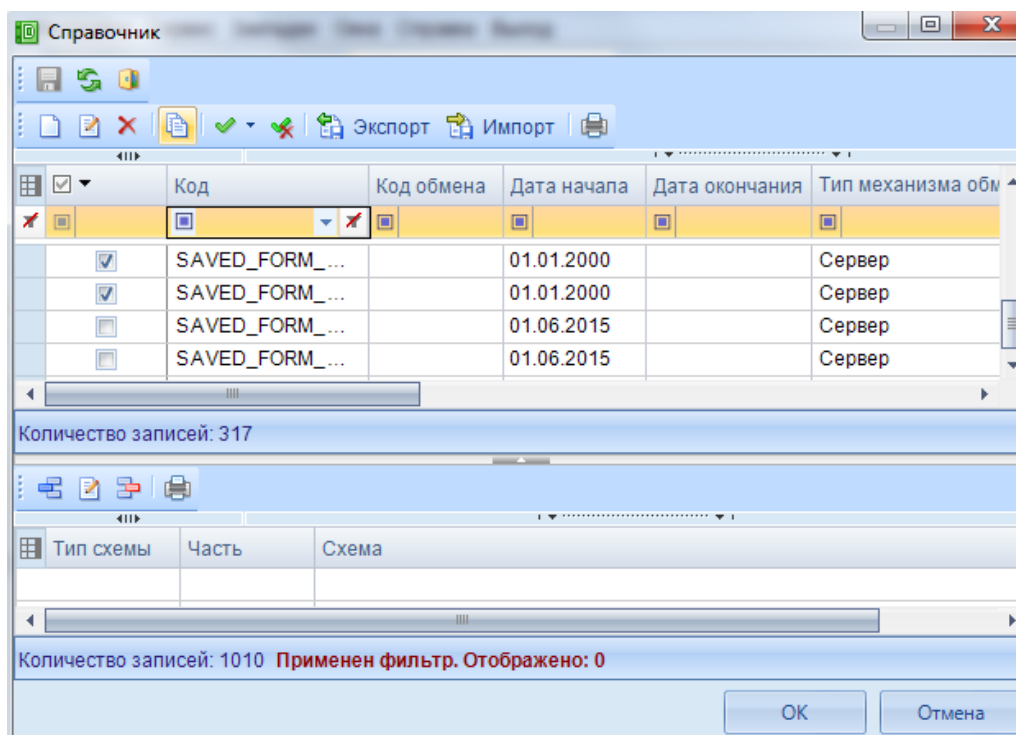 Справочник
Экспорт Импорт
Код Код обмена Дата начала Дата окончания Тип механизма обм
SAVED_FORM_... 01.01.2000 Сервер
SAVED_FORM_... 01.01.2000 Сервер
SAVED_FORM_... 01.06.2015 Сервер
SAVED_FORM_... 01.06.2015 Сервер
Количество записей: 317
Тип схемы Часть Схема
Количество записей: 1010 Применен фильтр. Отображено: 0
OK Отмена